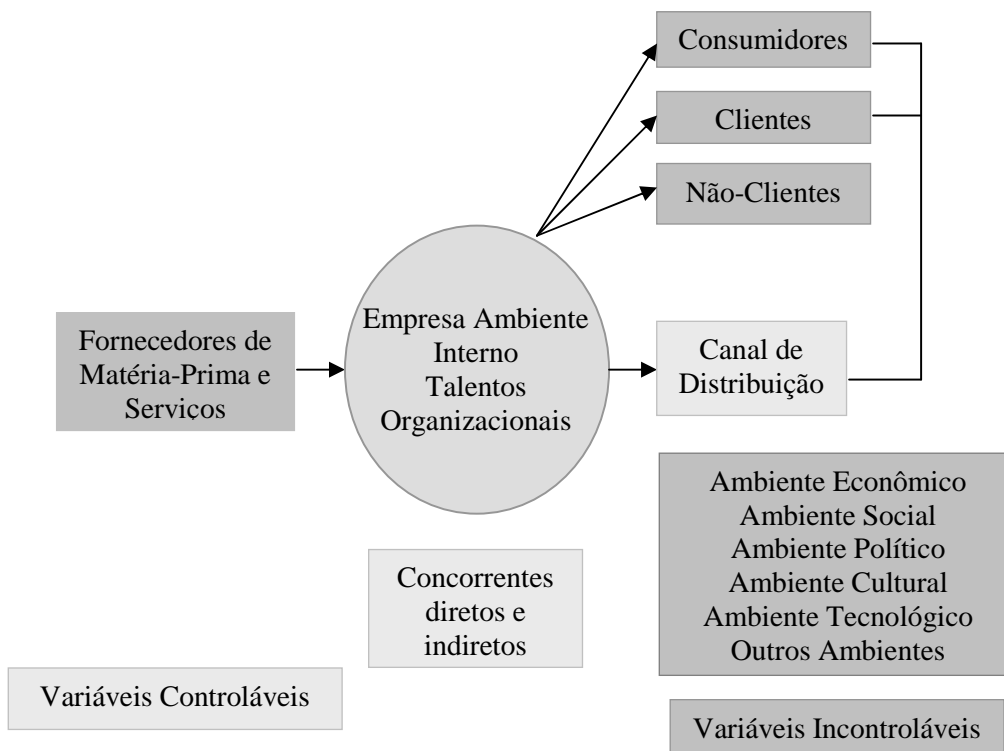 Consumidores
Clientes
Não-Clientes
Empresa Ambiente
Interno
Talentos
Organizacionais
Fornecedores de
Matéria-Prima e
Serviços
Canal de
Distribuição
Ambiente Econômico
Ambiente Social
Ambiente Político
Ambiente Cultural
Ambiente Tecnológico
Outros Ambientes
Concorrentes
diretos e
indiretos
Variáveis Controláveis
Variáveis Incontroláveis